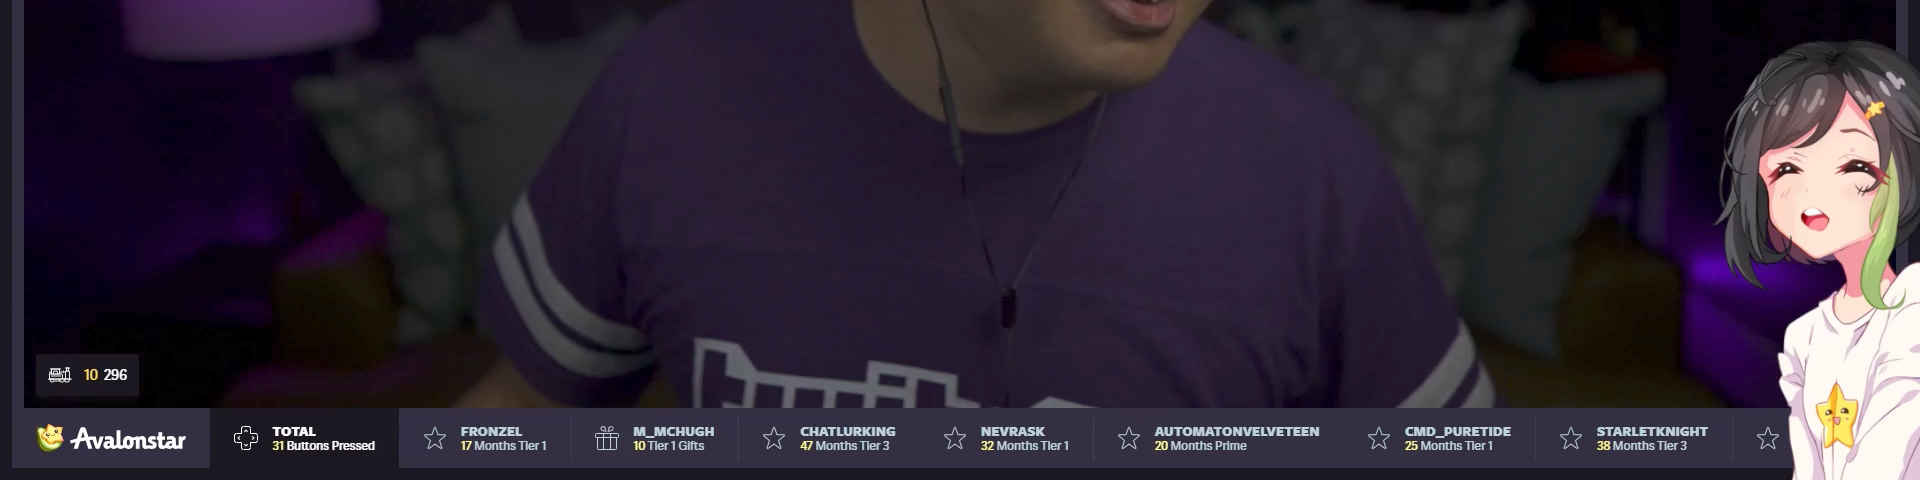 twitch
10 296
Avalonstar
TOTAL
31 Buttons Pressed
FRONZEL
17 Months Tier 1
M_MCHUGH
10 Tier 1 Gifts
CHATLURKING
47 Months Tier 3
NEVRASK
32 Months Tier 1
AUTOMATONVELVETEEN
20 Months Prime
CMD_PURETIDE
25 Months Tier 1
STARLETKNIGHT
38 Months Tier 3